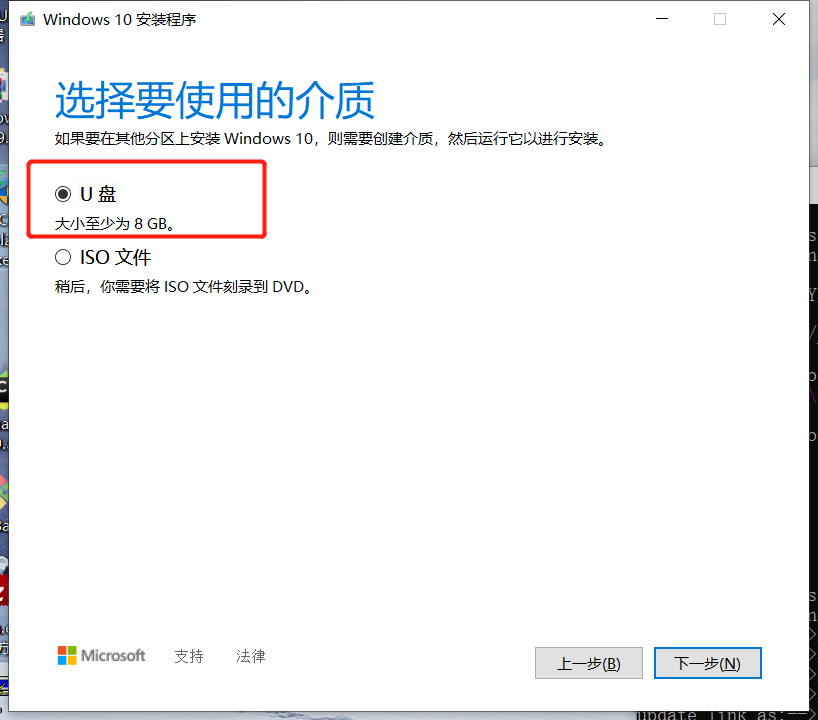 Windows 10 安装程序
选择要使用的介质
如果要在其他分区上安装 Windows 10，则需要创建介质，然后运行它以进行安装。
U 盘
大小至少为 8 GB。
ISO 文件
稍后，你需要将 ISO 文件刻录到 DVD。
Microsoft 支持 法律
上一步(B) 下一步(N)
update link as:--